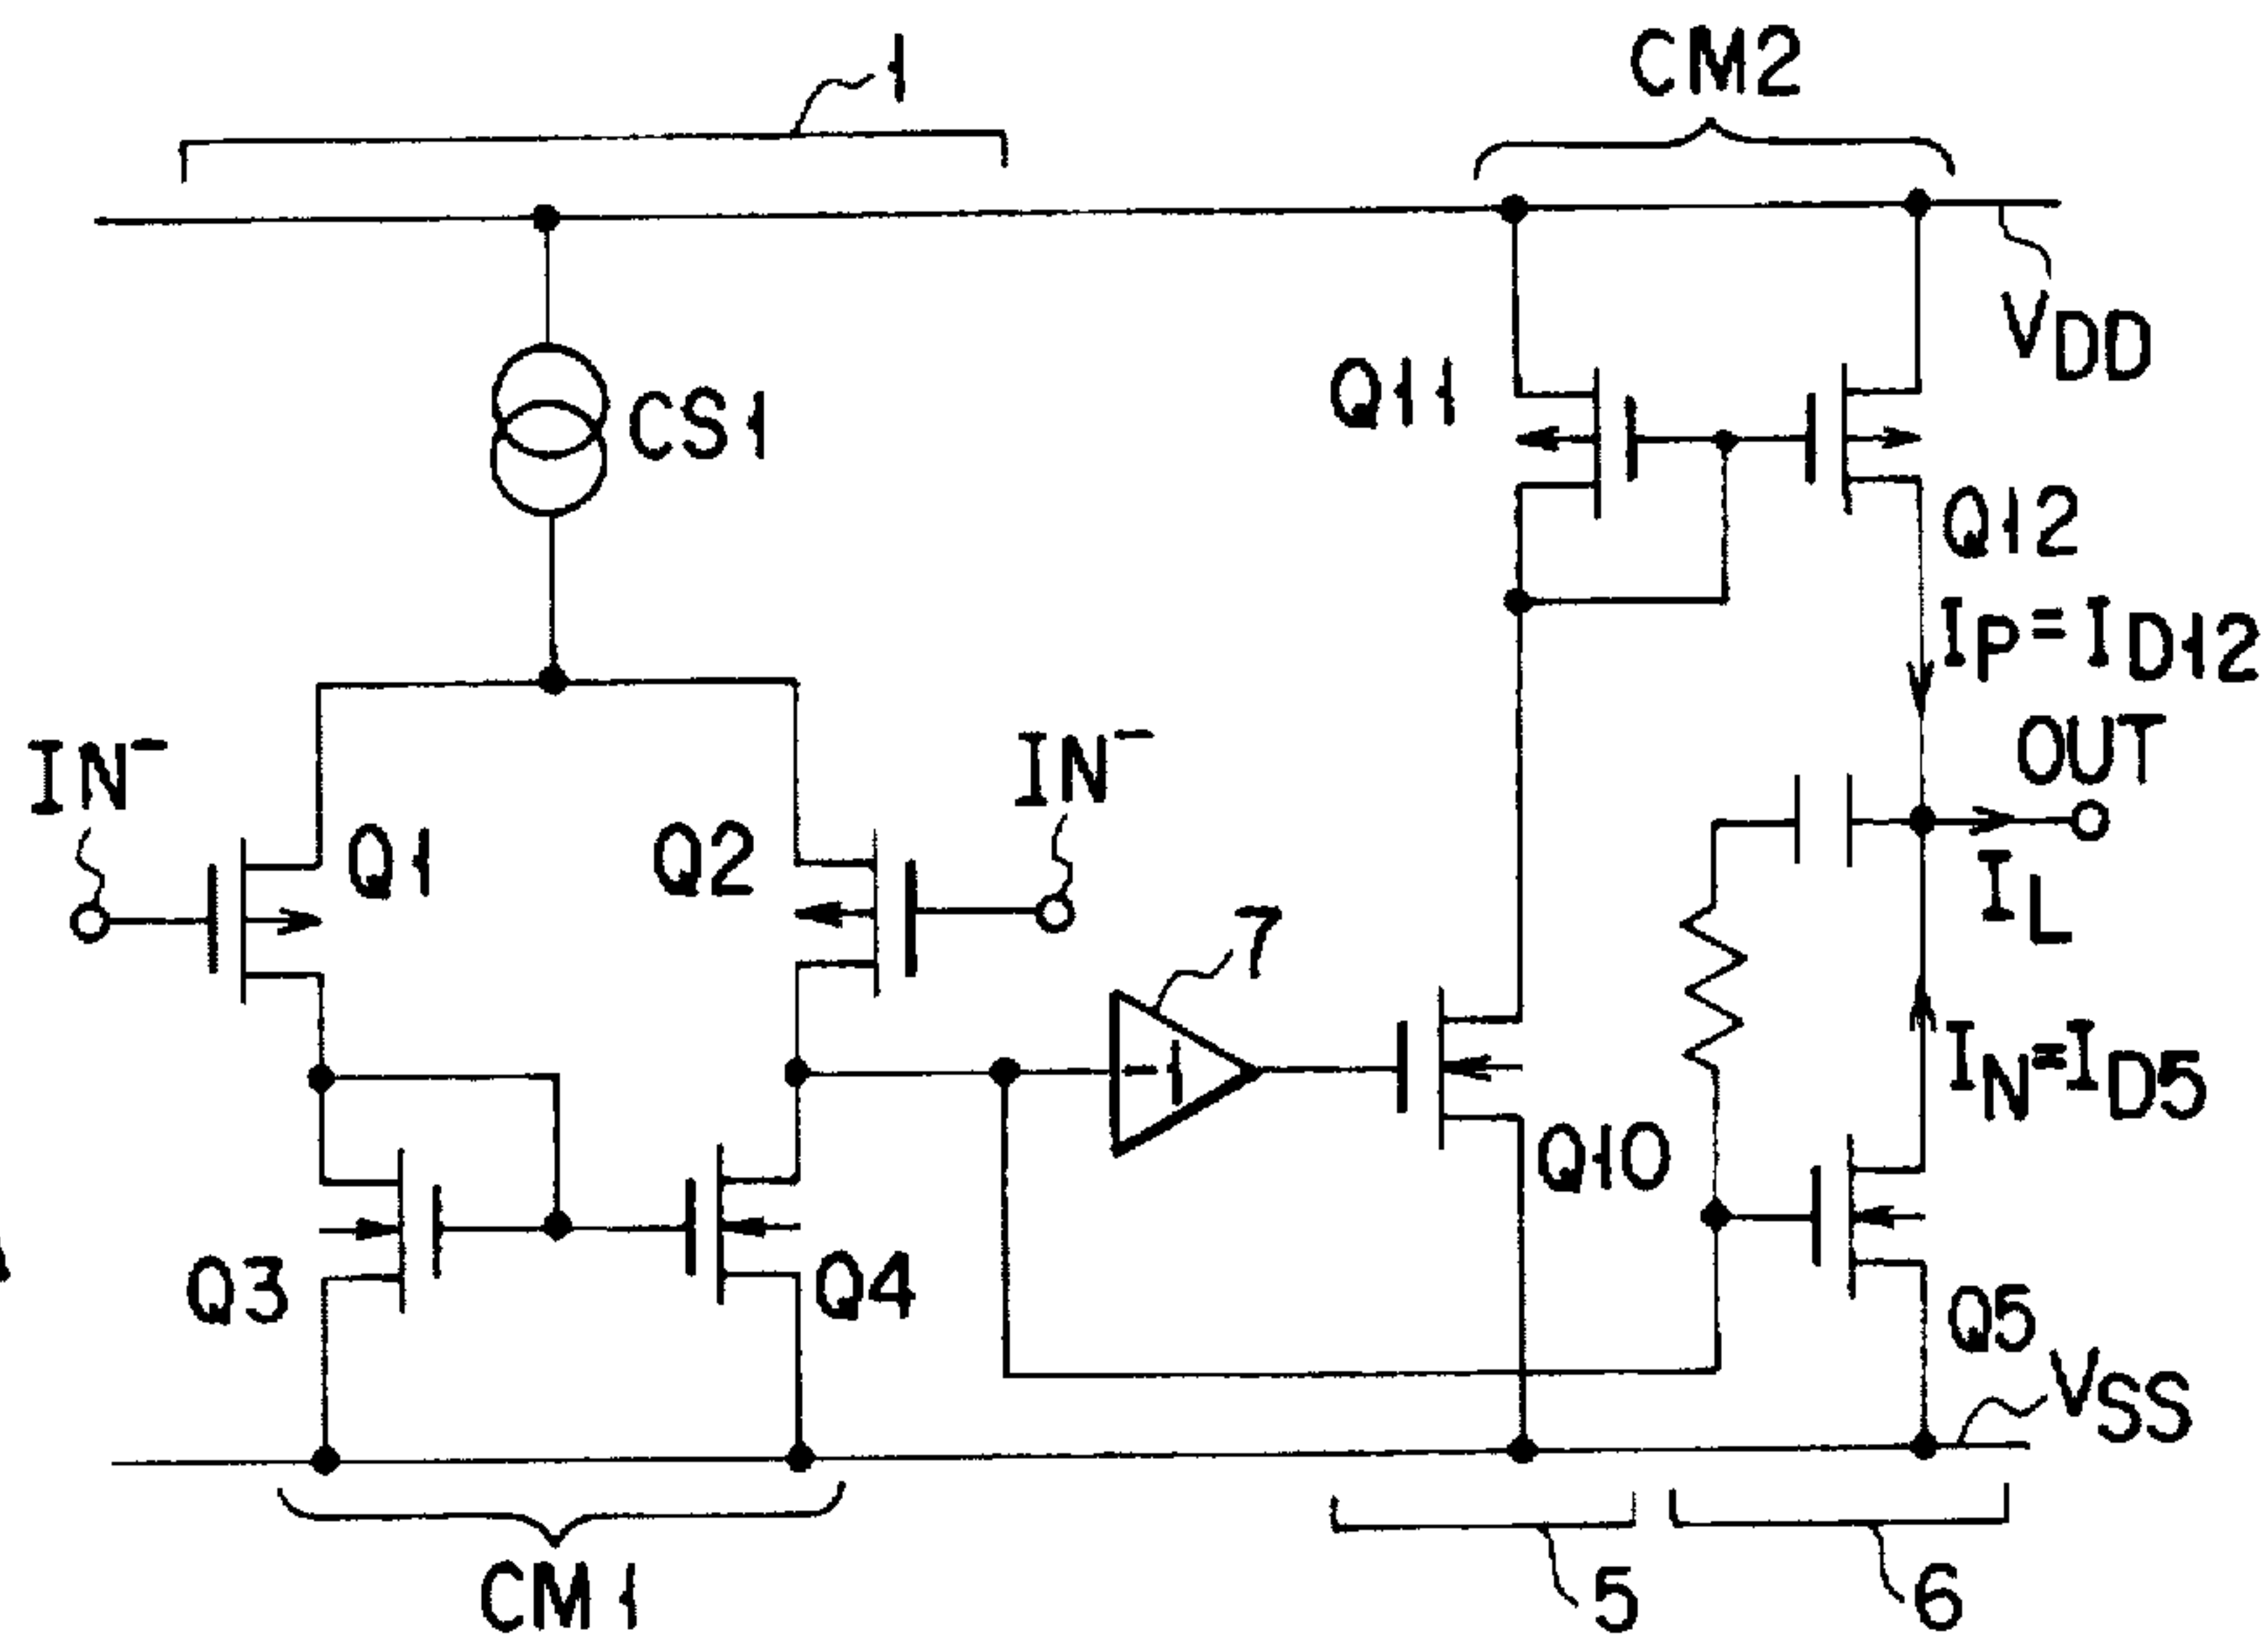 1
CM2
VDD
CS1
Q11
Q12
IP=ID12
OUT
IN-
IN-
Q1
Q2
IL
7
-1
IN=ID5
Q10
Q3
Q4
Q5
VSS
CM1
5
6